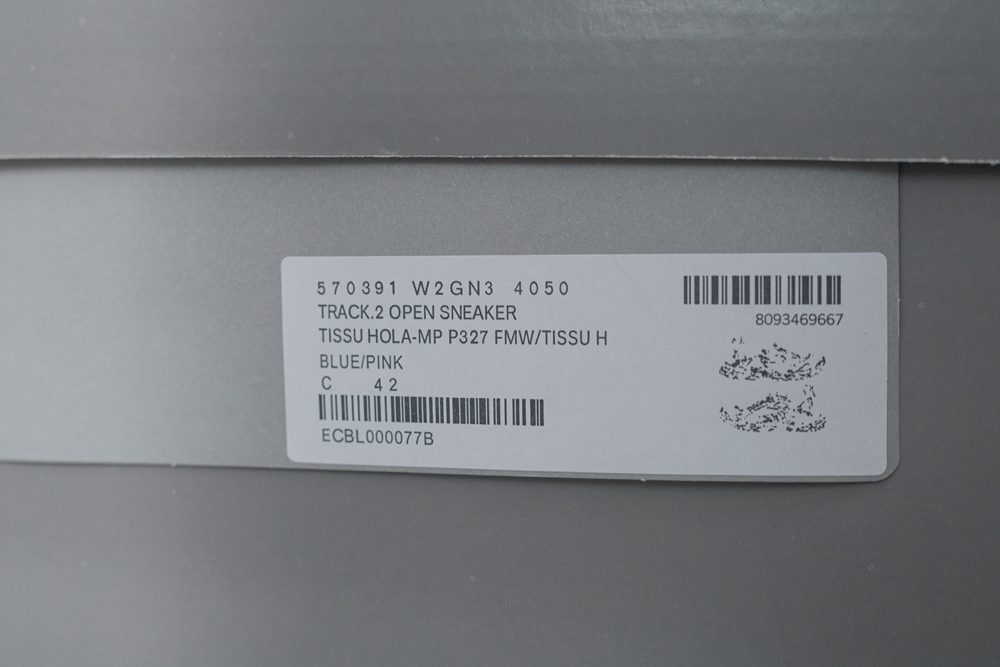 570391 W2GN3 4050
TRACK.2 OPEN SNEAKER
TISSU HOLA-MP P327 FMW/TISSU H
BLUE/PINK
C 42
ECBL000077B
8093469667